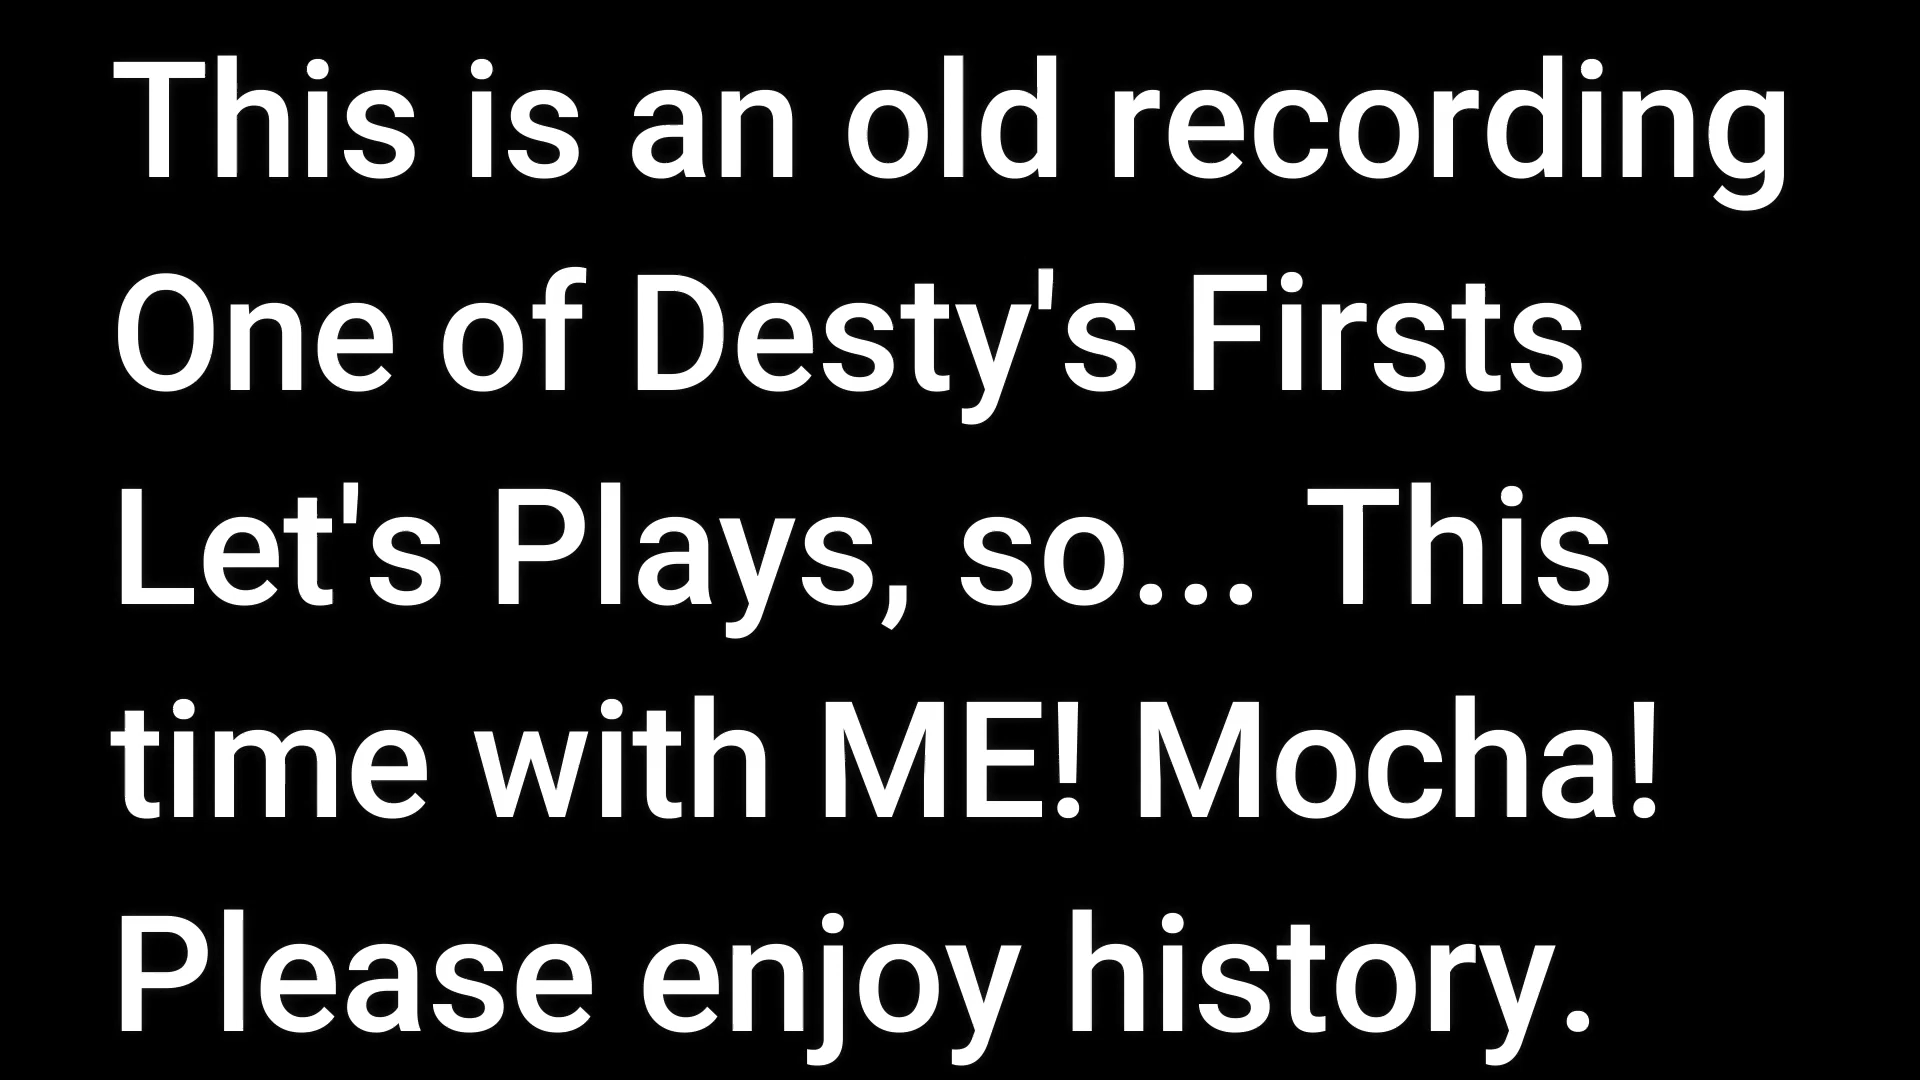 This is an old recording
One of Desty's Firsts
Let's Plays, so... This
time with ME! Mocha!
Please enjoy history.